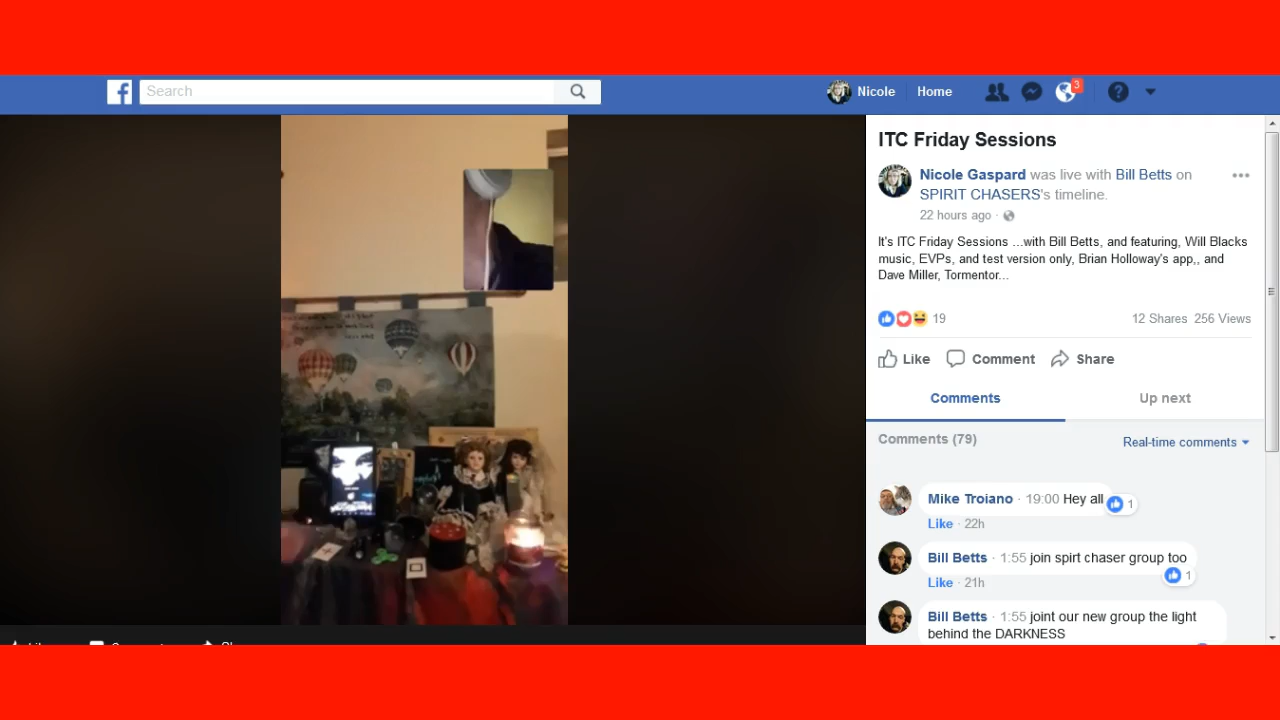 Search
Nicole
Home
3
ITC Friday Sessions
Nicole Gaspard was live with Bill Betts on
SPIRIT CHASERS's timeline.
22 hours ago ·
It's ITC Friday Sessions ...with Bill Betts, and featuring, Will Blacks
music, EVPs, and test version only, Brian Holloway's app,, and
Dave Miller, Tormentor...
19
12 Shares 256 Views
Like Comment Share
Comments Up next
Comments (79)
Real-time comments
Mike Troiano · 19:00 Hey all
1
Like · 22h
Bill Betts · 1:55 join spirt chaser group too
1
Like · 21h
Bill Betts · 1:55 joint our new group the light
behind the DARKNESS